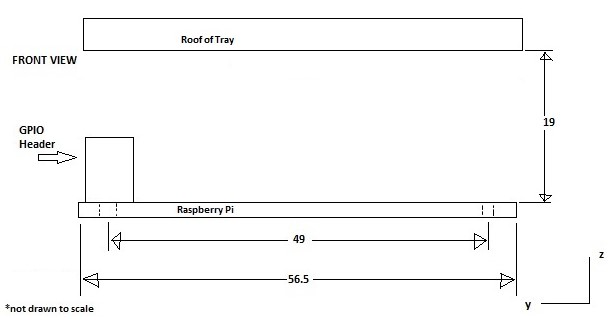 Roof of Tray
FRONT VIEW
GPIO
Header
19
Raspberry Pi
49
56.5
z
y
*not drawn to scale